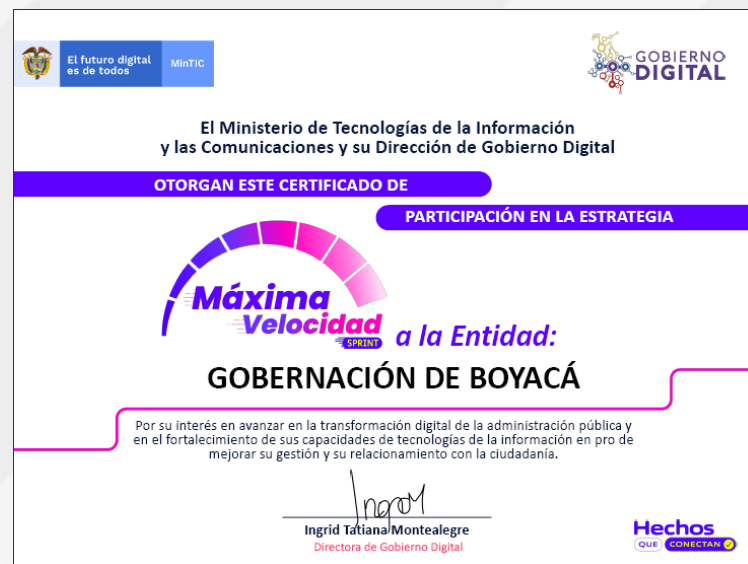 El futuro digital
es de todos
MinTIC
GOBIERNO
DIGITAL
El Ministerio de Tecnologías de la Información
y las Comunicaciones y su Dirección de Gobierno Digital
OTORGAN ESTE CERTIFICADO DE
PARTICIPACIÓN EN LA ESTRATEGIA
Máxima
Velocidad
SPRINT
a la Entidad:
GOBERNACIÓN DE BOYACÁ
Por su interés en avanzar en la transformación digital de la administración pública y
en el fortalecimiento de sus capacidades de tecnologías de la información en pro de
mejorar su gestión y su relacionamiento con la ciudadanía.
Ingrid Tatiana Montealegre
Directora de Gobierno Digital
Hechos
QUE CONECTAN